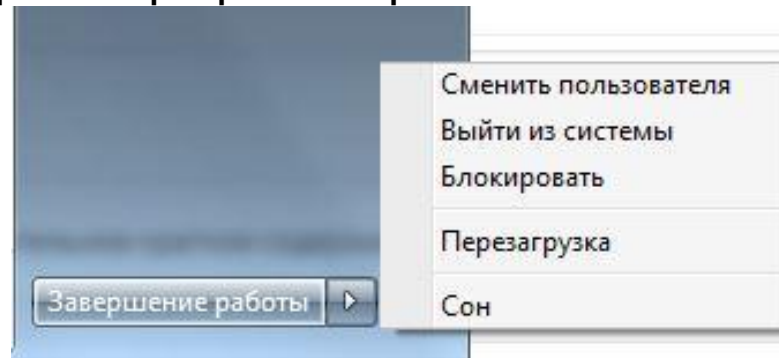 Сменить пользователя
Выйти из системы
Блокировать
Перезагрузка
Завершение работы
Сон